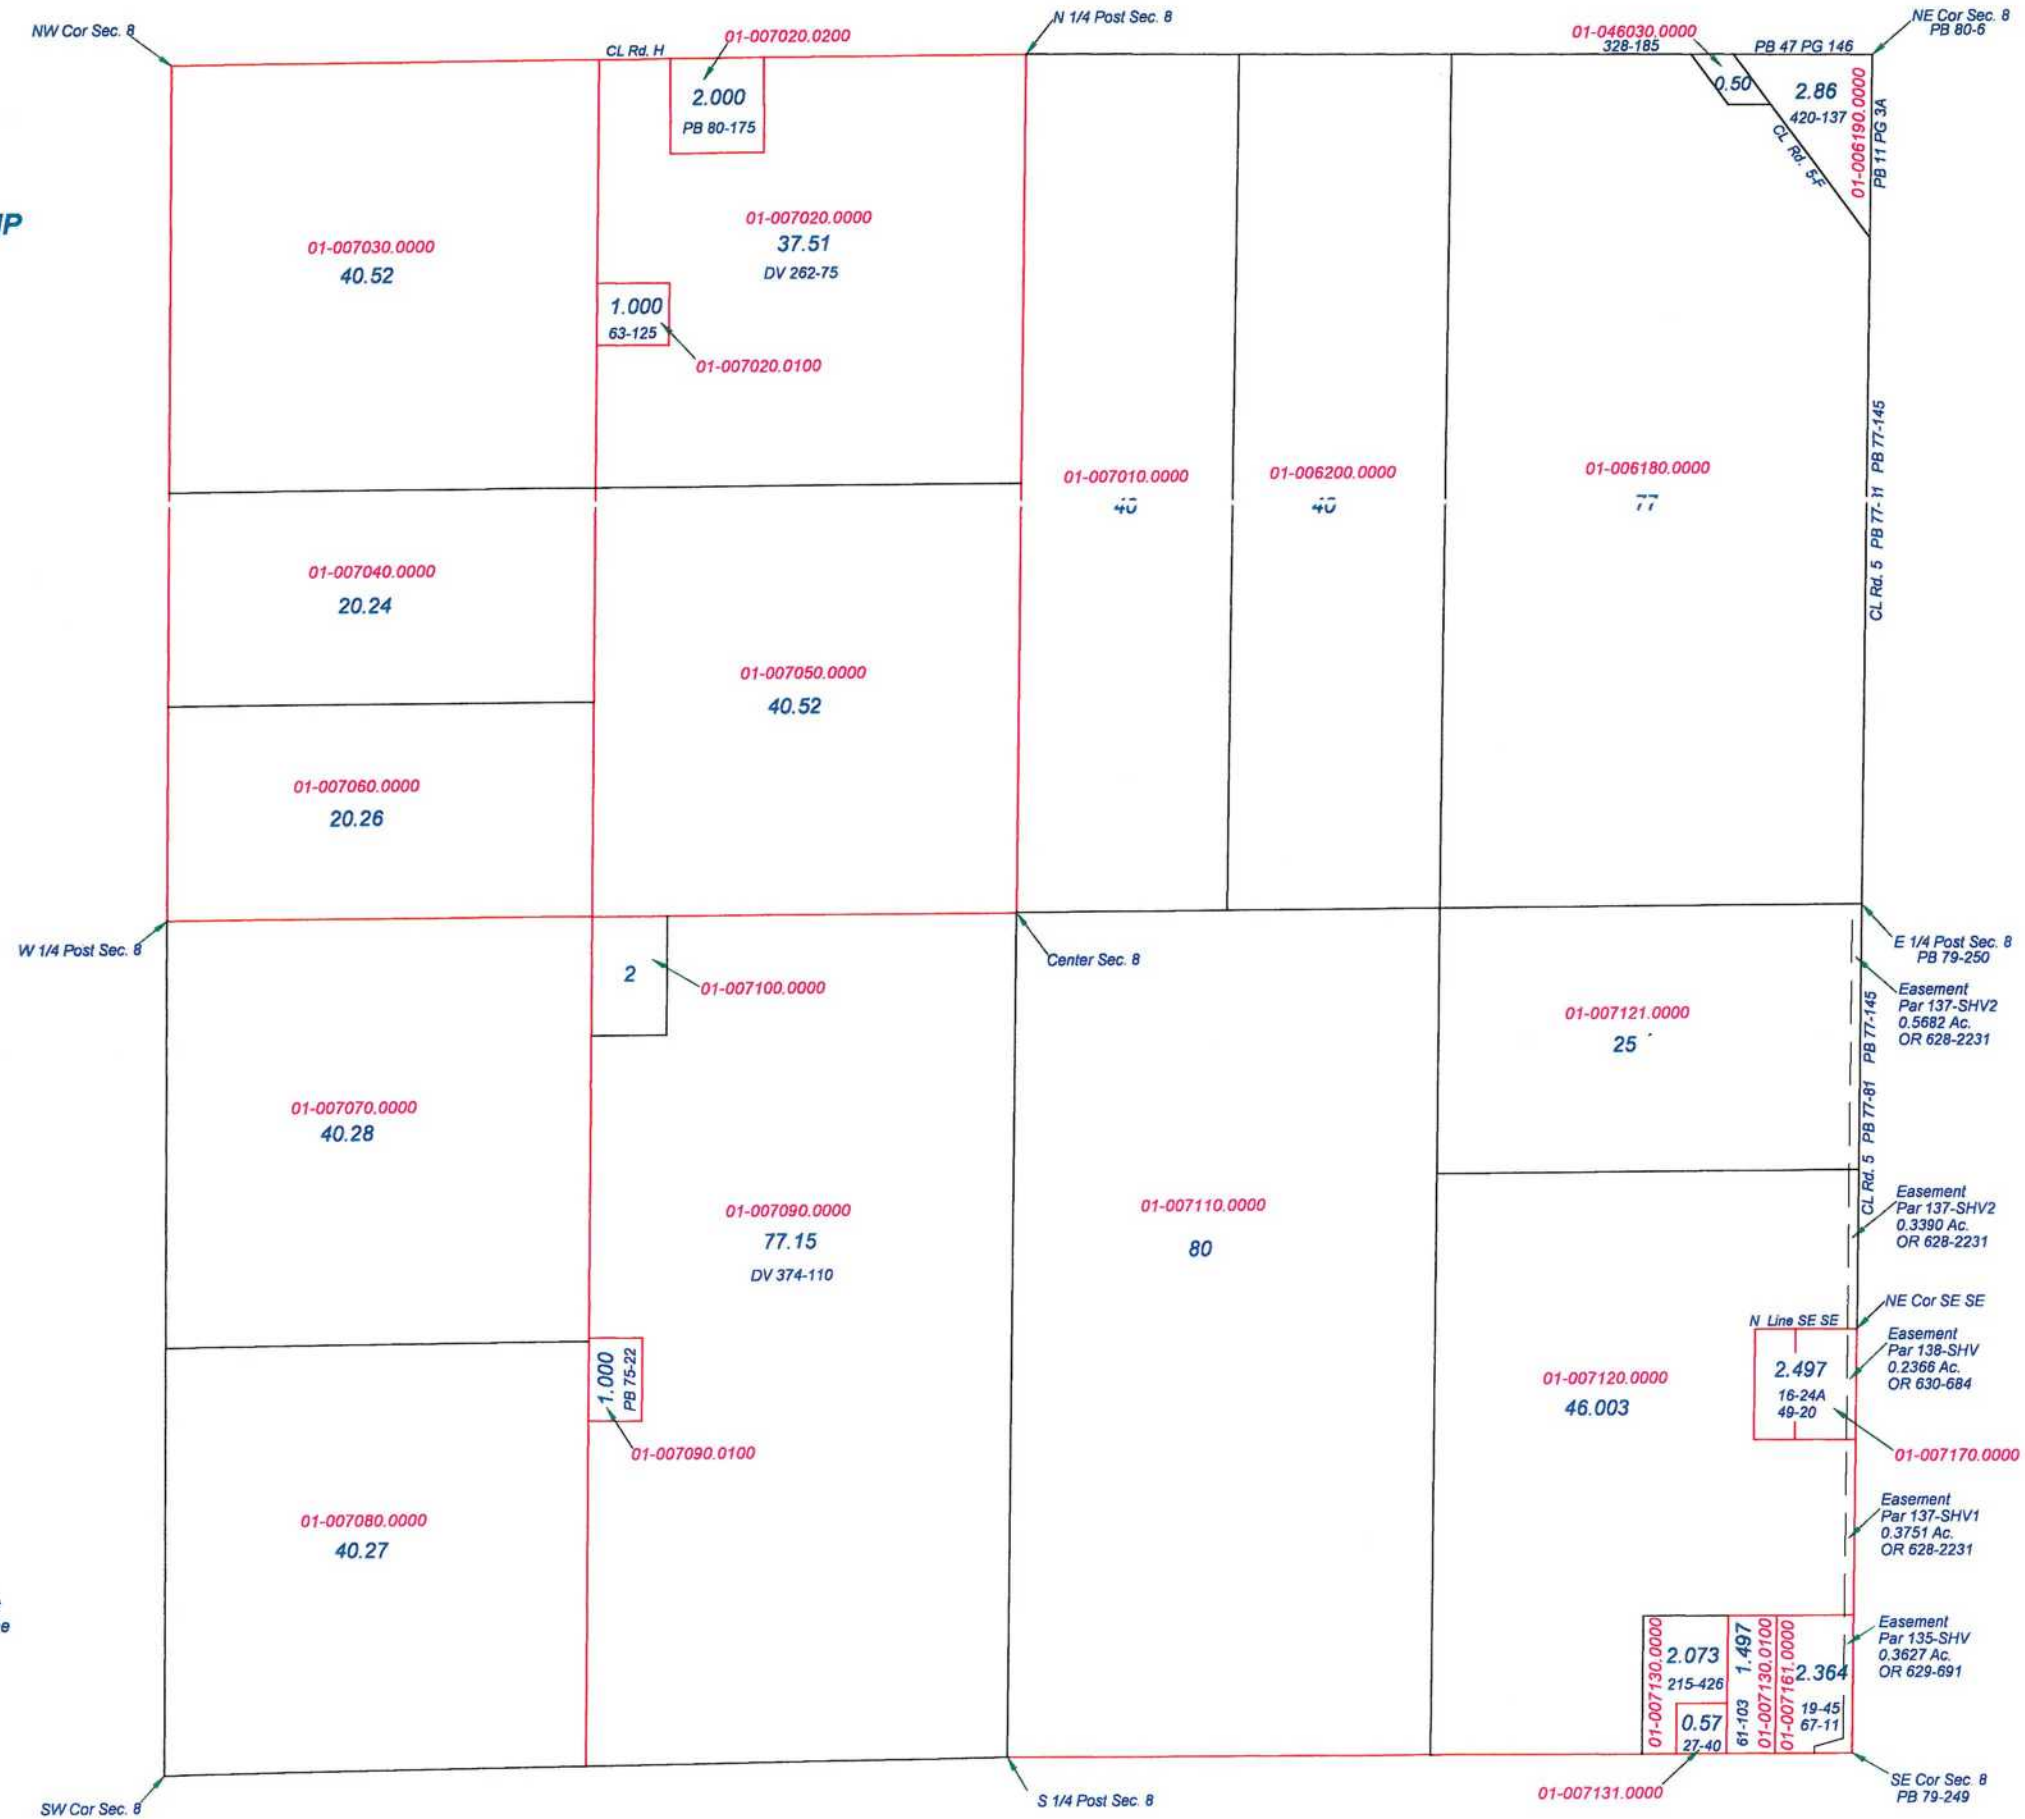 NW Cor Sec. 8
N 1/4 Post Sec. 8
NE Cor Sec. 8
PB 80-6
CL Rd. H
01-007020.0200
01-046030.0000
328-185
PB 47 PG 146
2.000
PB 80-175
0.50
2.86
420-137
CL Rd. 5-F
01-006190.0000
PB 11 PG 3A
IP
01-007030.0000
40.52
01-007020.0000
37.51
DV 262-75
1.000
63-125
01-007020.0100
01-007010.0000
40
01-006200.0000
40
01-006180.0000
77
CL Rd. 5 PB 77- PB 77-145
01-007040.0000
20.24
01-007050.0000
40.52
01-007060.0000
20.26
W 1/4 Post Sec. 8
Center Sec. 8
E 1/4 Post Sec. 8
PB 79-250
2
01-007100.0000
Easement
Par 137-SHV2
0.5682 Ac.
OR 628-2231
01-007121.0000
25
CL Rd. 5 PB 77-81 PB 77-145
01-007070.0000
40.28
01-007090.0000
77.15
DV 374-110
01-007110.0000
80
Easement
Par 137-SHV2
0.3390 Ac.
OR 628-2231
NE Cor SE SE
N Line SE SE
Easement
Par 138-SHV
0.2366 Ac.
OR 630-684
1.000
PB 75-22
01-007090.0100
01-007120.0000
46.003
2.497
16-24A
49-20
01-007170.0000
01-007080.0000
40.27
Easement
Par 137-SHV1
0.3751 Ac.
OR 628-2231
e
Easement
Par 135-SHV
0.3627 Ac.
OR 629-691
01-007130.0000
2.073
215-426
0.57
27-40
61-103 1.497
01-007130.0100
01-007161.0000
2.364
19-45
67-11
01-007131.0000
SW Cor Sec. 8
S 1/4 Post Sec. 8
SE Cor Sec. 8
PB 79-249